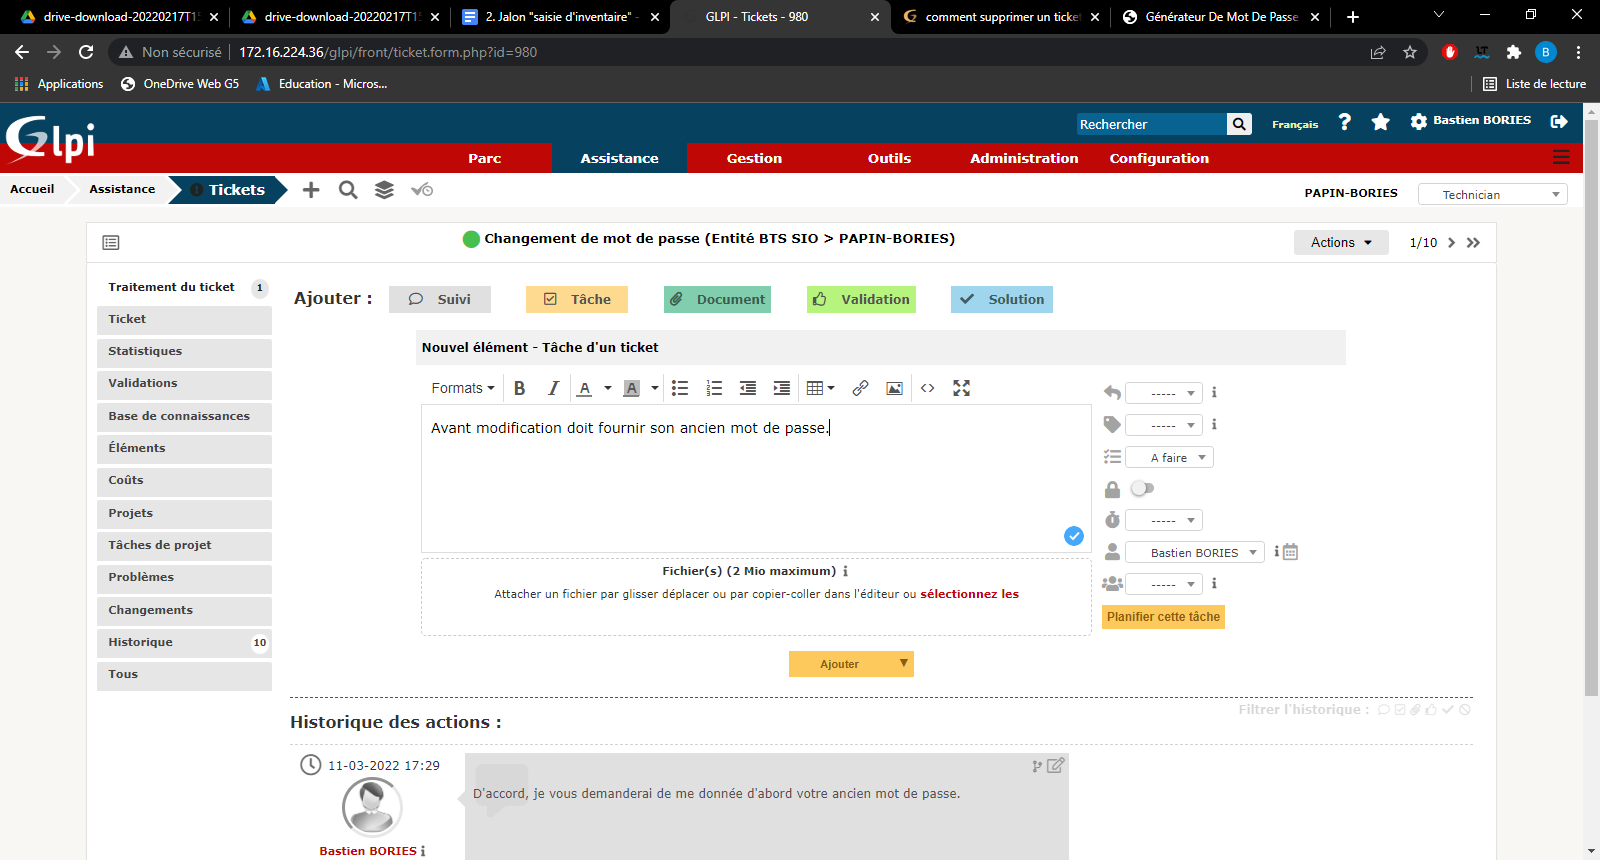 drive-download-20220217T1
drive-download-20220217T1
2. Jalon "saisie d'inventaire" -
GLPI - Tickets - 980
comment supprimer un ticke
Générateur De Mot De Passe
Non sécurisé
172.16.224.36/glpi/front/ticket.form.php?id=980
LT
B
Applications
OneDrive Web G5
Education - Micros...
Liste de lecture
Glpi
Rechercher
Français
?
Bastien BORIES
Parc
Assistance
Gestion
Outils
Administration
Configuration
Accueil
Assistance
Tickets
PAPIN-BORIES
Technician
Changement de mot de passe (Entité BTS SIO > PAPIN-BORIES)
Actions
1/10
Traitement du ticket 1
Ticket
Statistiques
Validations
Base de connaissances
Éléments
Coûts
Projets
Tâches de projet
Problèmes
Changements
Historique 10
Tous
Ajouter :
Suivi
Tâche
Document
Validation
Solution
Nouvel élément - Tâche d'un ticket
Formats
B
I
A
A
Avant modification doit fournir son ancien mot de passe.
-----
-----
A faire
-----
Bastien BORIES
-----
Planifier cette tâche
Fichier(s) (2 Mio maximum)
Attacher un fichier par glisser déplacer ou par copier-coller dans l'éditeur ou sélectionnez les
Ajouter
Filtrer l'historique :
Historique des actions :
11-03-2022 17:29
D'accord, je vous demanderai de me donnée d'abord votre ancien mot de passe.
Bastien BORIES